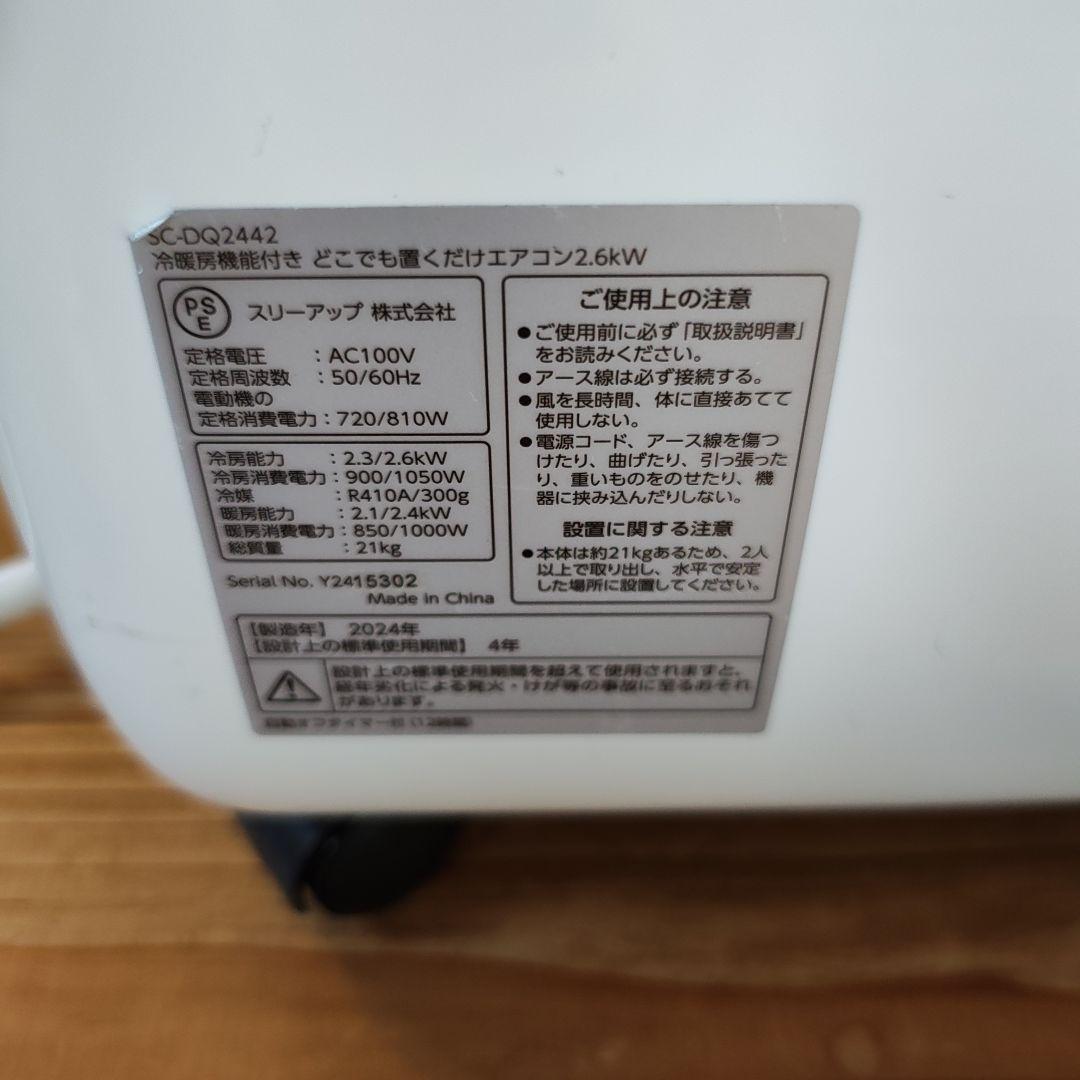 SC-DQ2442
冷暖房機能付き どこでも置くだけエアコン2.6kW
PSE スリーアップ 株式会社
定格電圧 : AC100V
定格周波数 : 50/60Hz
電動機の
定格消費電力 : 720/810W
冷房能力 : 2.3/2.6kW
冷房消費電力 : 900/1050W
冷媒 : R410A/300g
暖房能力 : 2.1/2.4kW
暖房消費電力 : 850/1000W
総質量 : 21kg
Serial No. Y2415302
Made in China
ご使用上の注意
●ご使用前に必ず「取扱説明書」
をお読みください。
●アース線は必ず接続する。
●風を長時間、体に直接あてて
使用しない。
●電源コード、アース線を傷つ
けたり、曲げたり、引っ張った
り、重いものをのせたり、機
器に挟み込んだりしない。
設置に関する注意
●本体は約21kgあるため、2人
以上で取り出し、水平で安定
した場所に設置してください。
【製造年】 2024年
【設計上の標準使用期間】 4年
設計上の標準使用期間を超えて使用されますと、
経年劣化による発火・けが等の事故に至るおそれ
があります。